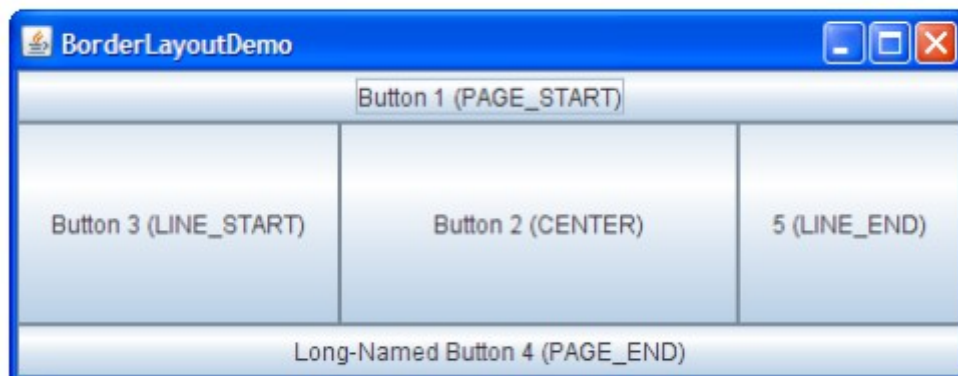 BorderLayoutDemo
Button 1 (PAGE_START)
Button 3 (LINE_START)
Button 2 (CENTER)
5 (LINE_END)
Long-Named Button 4 (PAGE_END)